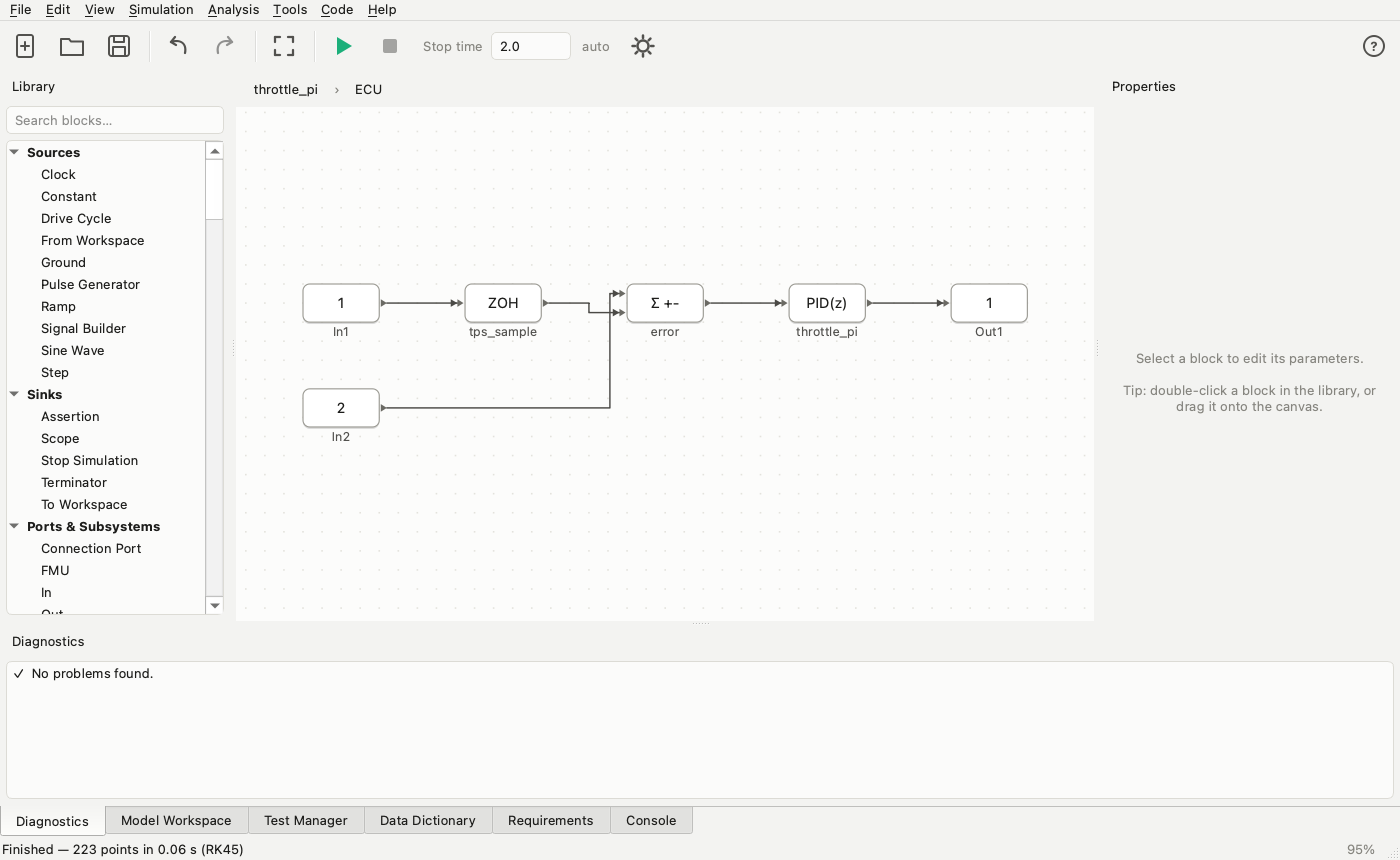 File Edit View Simulation Analysis Tools Code Help
Stop time 2.0 auto
Library
Search blocks...
Sources
Clock
Constant
Drive Cycle
From Workspace
Ground
Pulse Generator
Ramp
Signal Builder
Sine Wave
Step
Sinks
Assertion
Scope
Stop Simulation
Terminator
To Workspace
Ports & Subsystems
Connection Port
FMU
In
Out
throttle_pi › ECU
1
In1
ZOH
tps_sample
Σ +-
error
PID(z)
throttle_pi
1
Out1
2
In2
Properties
Select a block to edit its parameters.
Tip: double-click a block in the library, or
drag it onto the canvas.
Diagnostics
✓ No problems found.
Diagnostics Model Workspace Test Manager Data Dictionary Requirements Console
Finished — 223 points in 0.06 s (RK45)
95%